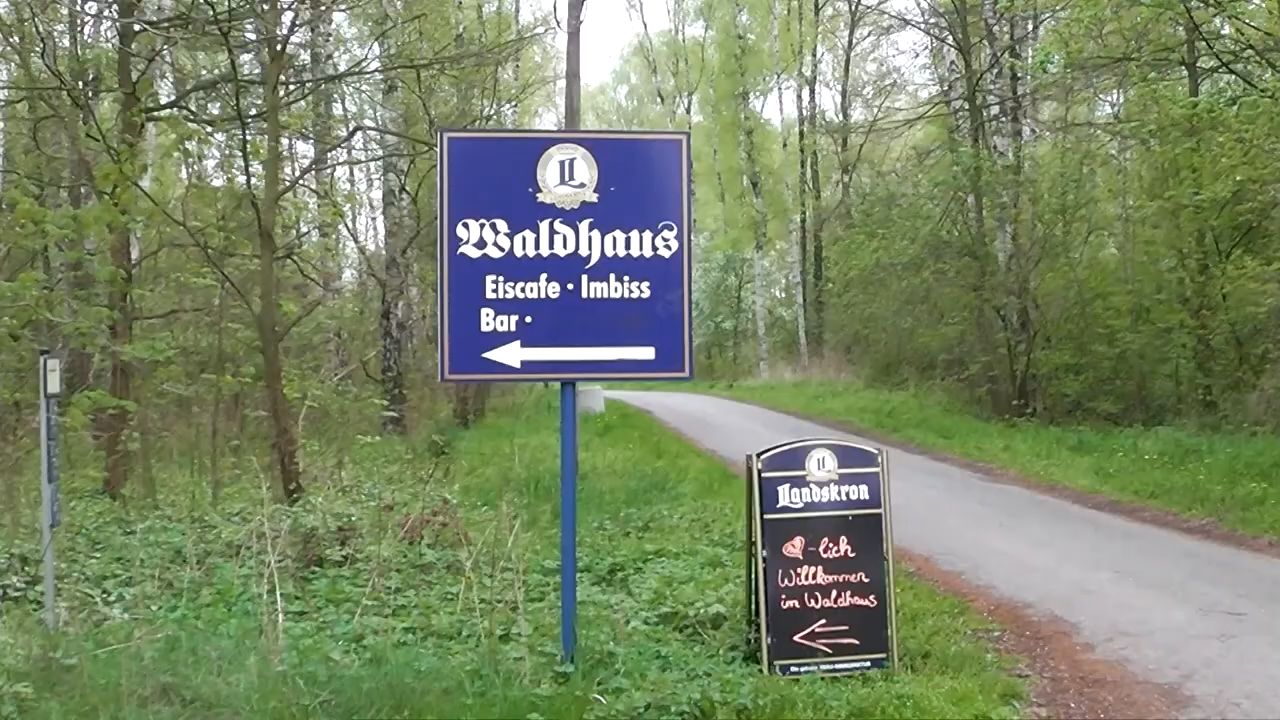 L
Waldhaus
Eiscafe · Imbiss
Bar ·
L
Landskron
-lich
Willkommen
im Waldhaus